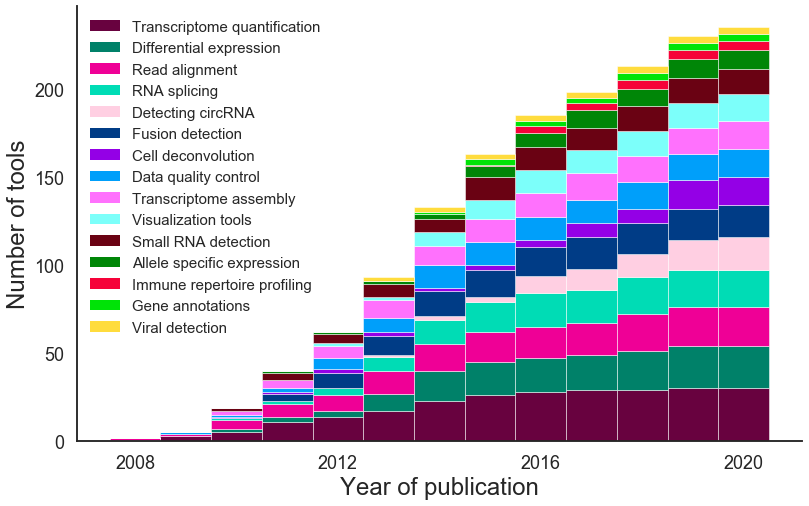 Transcriptome quantification
Differential expression
Read alignment
RNA splicing
Detecting circRNA
Fusion detection
Cell deconvolution
Data quality control
Transcriptome assembly
Visualization tools
Small RNA detection
Allele specific expression
Immune repertoire profiling
Gene annotations
Viral detection
Number of tools
200
150
100
50
0
2008 2012 2016 2020
Year of publication